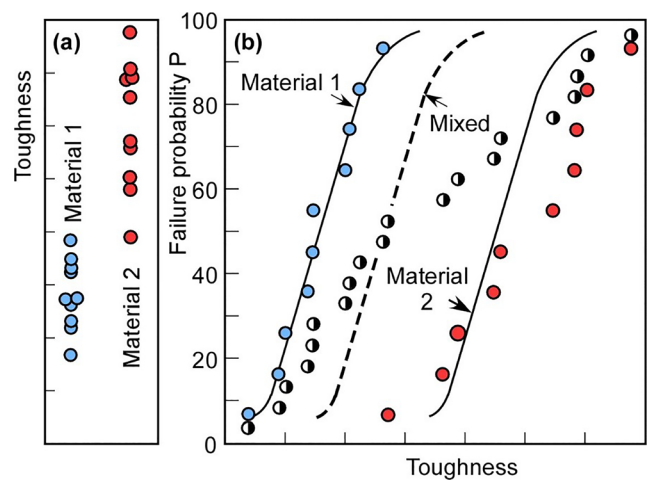 (a)
Toughness
Material 1
Material 2
(b)
Failure probability P
100
80
60
40
20
0
Material 1
Mixed
Material
2
Toughness